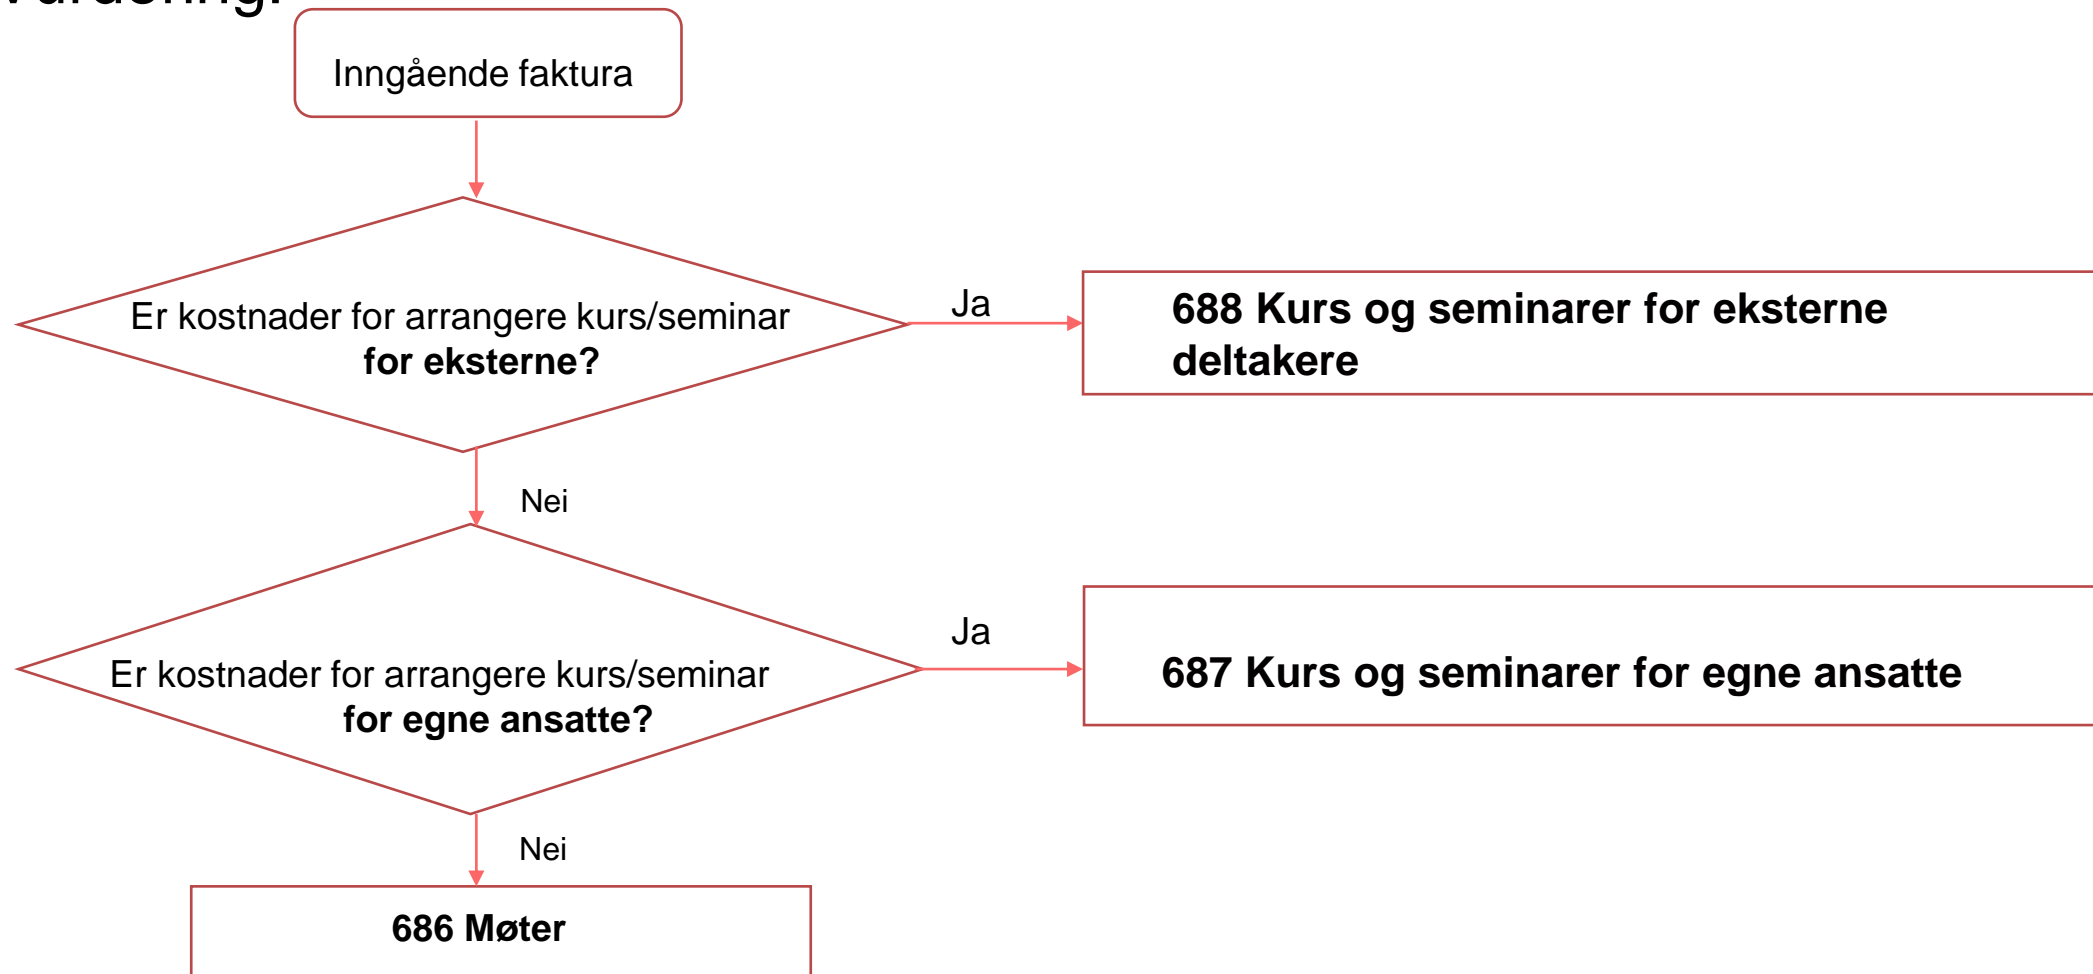 Inngående faktura
Er kostnader for arrangere kurs/seminar
for eksterne?
Ja
688 Kurs og seminarer for eksterne
deltakere
Nei
Er kostnader for arrangere kurs/seminar
for egne ansatte?
Ja
687 Kurs og seminarer for egne ansatte
Nei
686 Møter